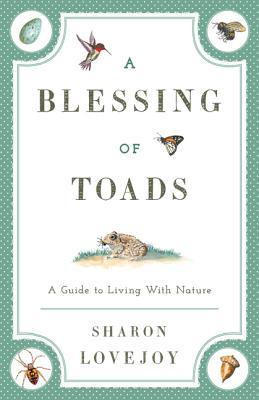 A
BLESSING
OF
TOADS
A Guide to Living With Nature
SHARON
LOVEJOY